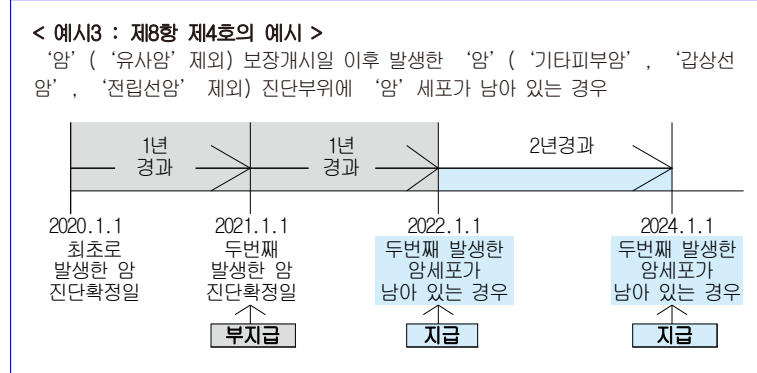 < 예시3 : 제8항 제4호의 예시 >
‘암’ ( ‘유사암’ 제외) 보장개시일 이후 발생한 ‘암’ ( ‘기타피부암’ , ‘갑상선
암’ , ‘전립선암’ 제외) 진단부위에 ‘암’ 세포가 남아 있는 경우
1년 1년 2년경과
경과 경과
2020.1.1 2021.1.1 2022.1.1 2024.1.1
최초로 두번째 두번째 발생한 두번째 발생한
발생한 암 발생한 암 암세포가 암세포가
진단확정일 진단확정일 남아 있는 경우 남아 있는 경우
부지급 지급 지급